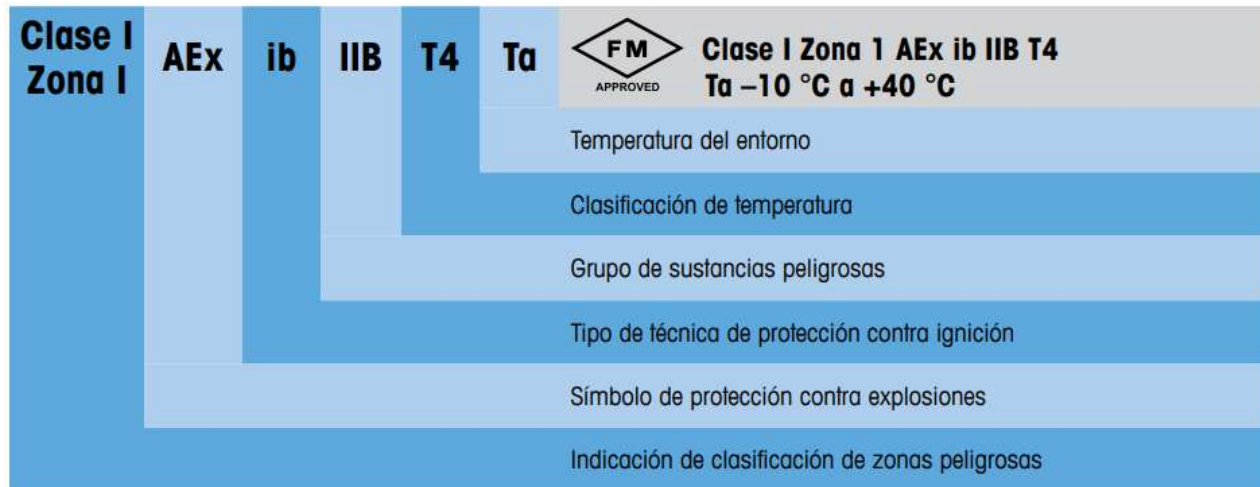 Clase I
Zona I
AEx
ib
IIB
T4
Ta
FM
APPROVED
Clase I Zona 1 AEx ib IIB T4
Ta –10 °C a +40 °C
Temperatura del entorno
Clasificación de temperatura
Grupo de sustancias peligrosas
Tipo de técnica de protección contra ignición
Símbolo de protección contra explosiones
Indicación de clasificación de zonas peligrosas